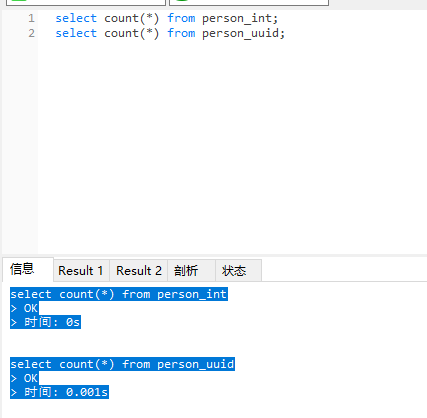 1 select count(*) from person_int;
2 select count(*) from person_uuid;
信息 Result 1 Result 2 剖析 状态
select count(*) from person_int
> OK
> 时间: 0s
select count(*) from person_uuid
> OK
> 时间: 0.001s